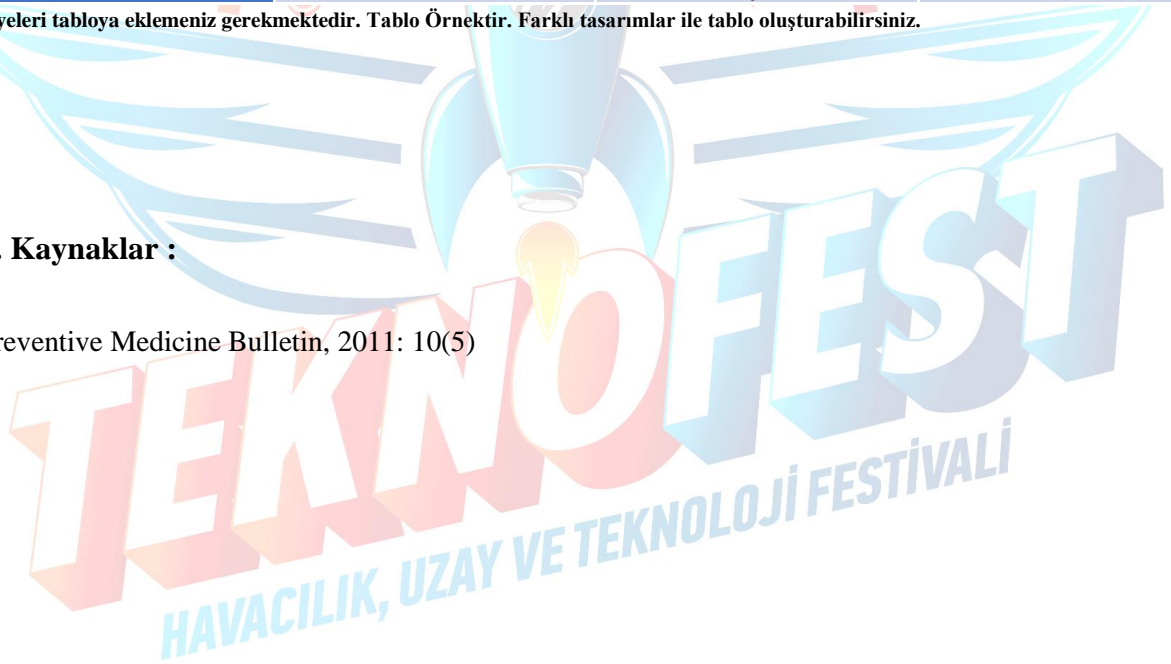 yeleri tabloya eklemeniz gerekmektedir. Tablo Örnektir. Farklı tasarımlar ile tablo oluşturabilirsiniz.
. Kaynaklar :
reventive Medicine Bulletin, 2011: 10(5)
TEKNOFEST
HAVACILIK, UZAY VE TEKNOLOJİ FESTİVALİ